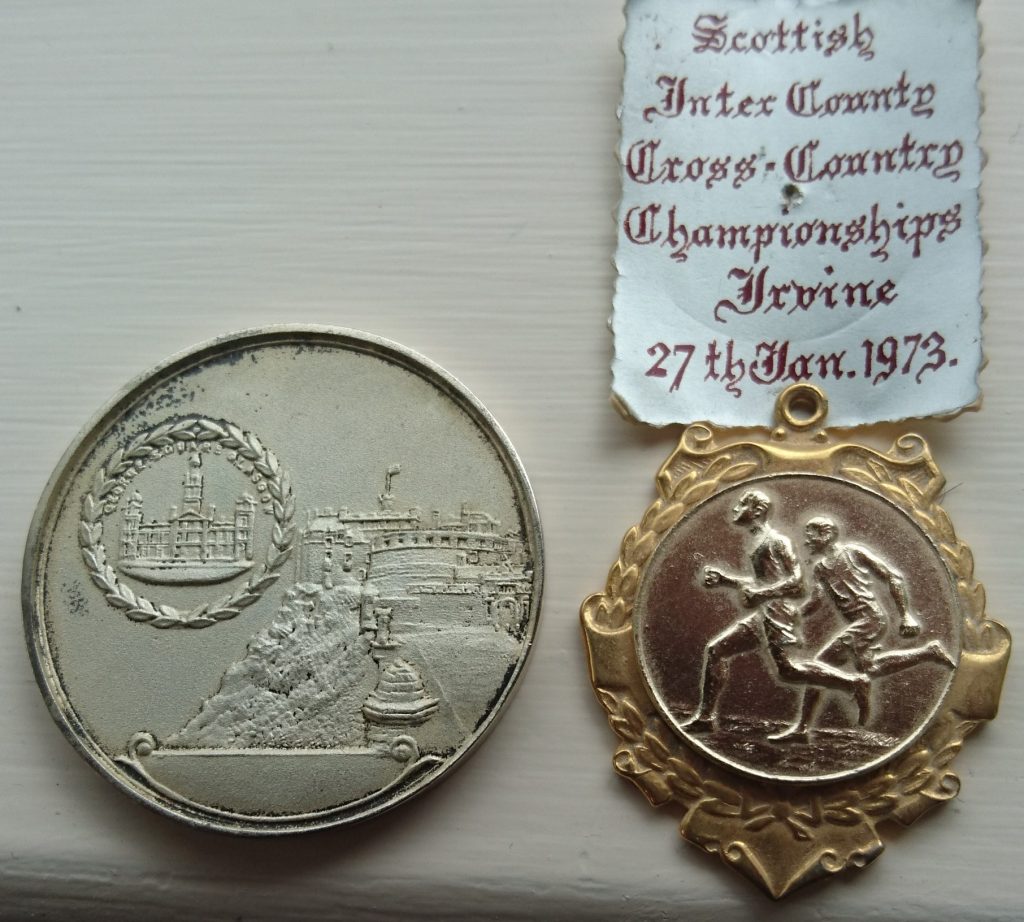 Scottish
Inter County
Cross-Country
Championships
Irvine
27th Jan. 1973.